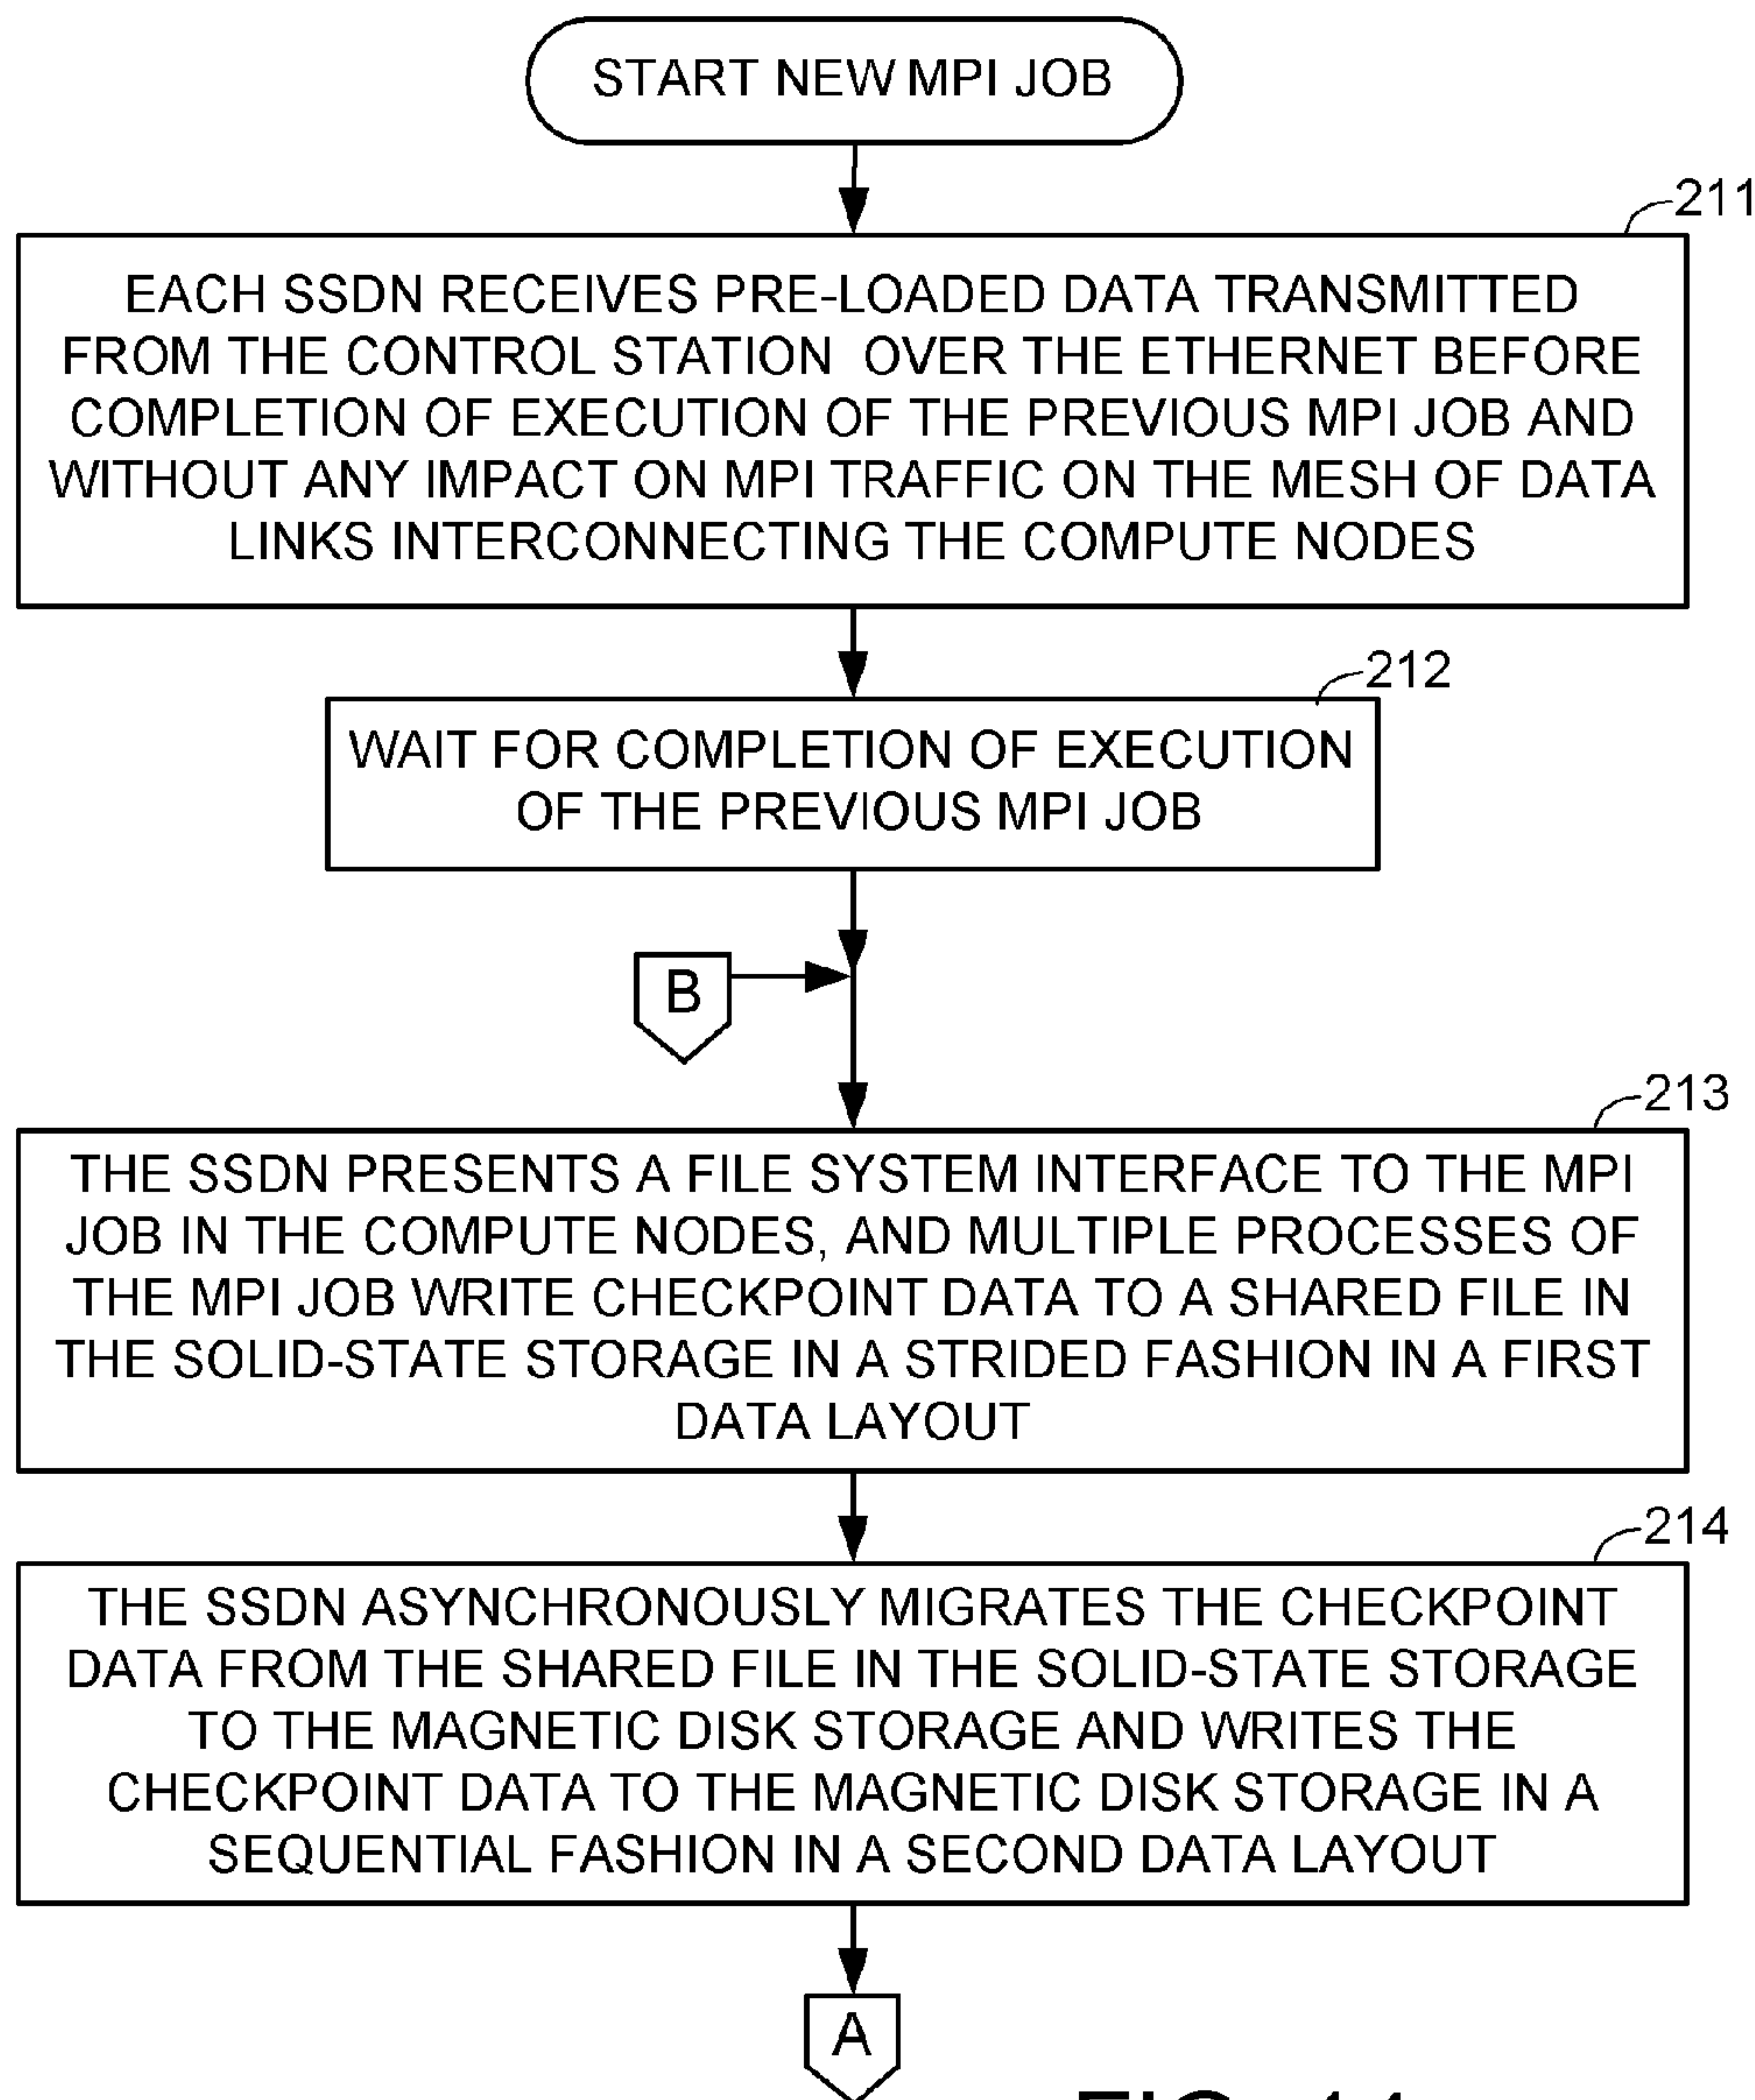 START NEW MPI JOB
211
EACH SSDN RECEIVES PRE-LOADED DATA TRANSMITTED
FROM THE CONTROL STATION OVER THE ETHERNET BEFORE
COMPLETION OF EXECUTION OF THE PREVIOUS MPI JOB AND
WITHOUT ANY IMPACT ON MPI TRAFFIC ON THE MESH OF DATA
LINKS INTERCONNECTING THE COMPUTE NODES
212
WAIT FOR COMPLETION OF EXECUTION
OF THE PREVIOUS MPI JOB
B
213
THE SSDN PRESENTS A FILE SYSTEM INTERFACE TO THE MPI
JOB IN THE COMPUTE NODES, AND MULTIPLE PROCESSES OF
THE MPI JOB WRITE CHECKPOINT DATA TO A SHARED FILE IN
THE SOLID-STATE STORAGE IN A STRIDED FASHION IN A FIRST
DATA LAYOUT
214
THE SSDN ASYNCHRONOUSLY MIGRATES THE CHECKPOINT
DATA FROM THE SHARED FILE IN THE SOLID-STATE STORAGE
TO THE MAGNETIC DISK STORAGE AND WRITES THE
CHECKPOINT DATA TO THE MAGNETIC DISK STORAGE IN A
SEQUENTIAL FASHION IN A SECOND DATA LAYOUT
A